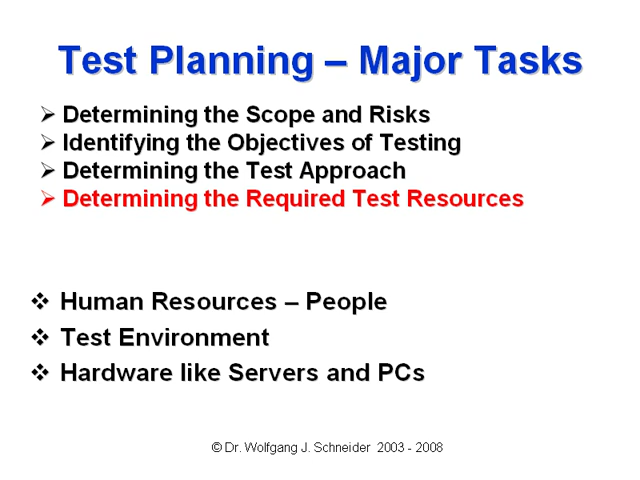 Test Planning – Major Tasks
➢ Determining the Scope and Risks
➢ Identifying the Objectives of Testing
➢ Determining the Test Approach
➢ Determining the Required Test Resources
❖ Human Resources – People
❖ Test Environment
❖ Hardware like Servers and PCs
© Dr. Wolfgang J. Schneider 2003 - 2008